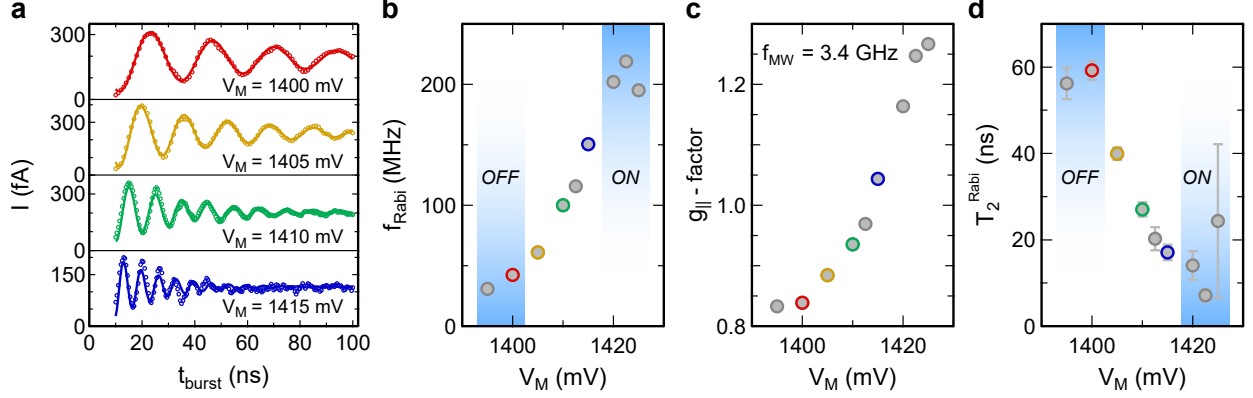 a
I (fA)
300
0
V_M = 1400 mV
300
0
V_M = 1405 mV
300
0
V_M = 1410 mV
150
0
V_M = 1415 mV
0 20 40 60 80 100
t_burst (ns)
b
f_Rabi (MHz)
200
100
0
OFF
ON
1400 1420
V_M (mV)
c
g_|| - factor
f_MW = 3.4 GHz
1.2
1.0
0.8
1400 1420
V_M (mV)
d
T_2^Rabi (ns)
60
40
20
0
OFF
ON
1400 1420
V_M (mV)